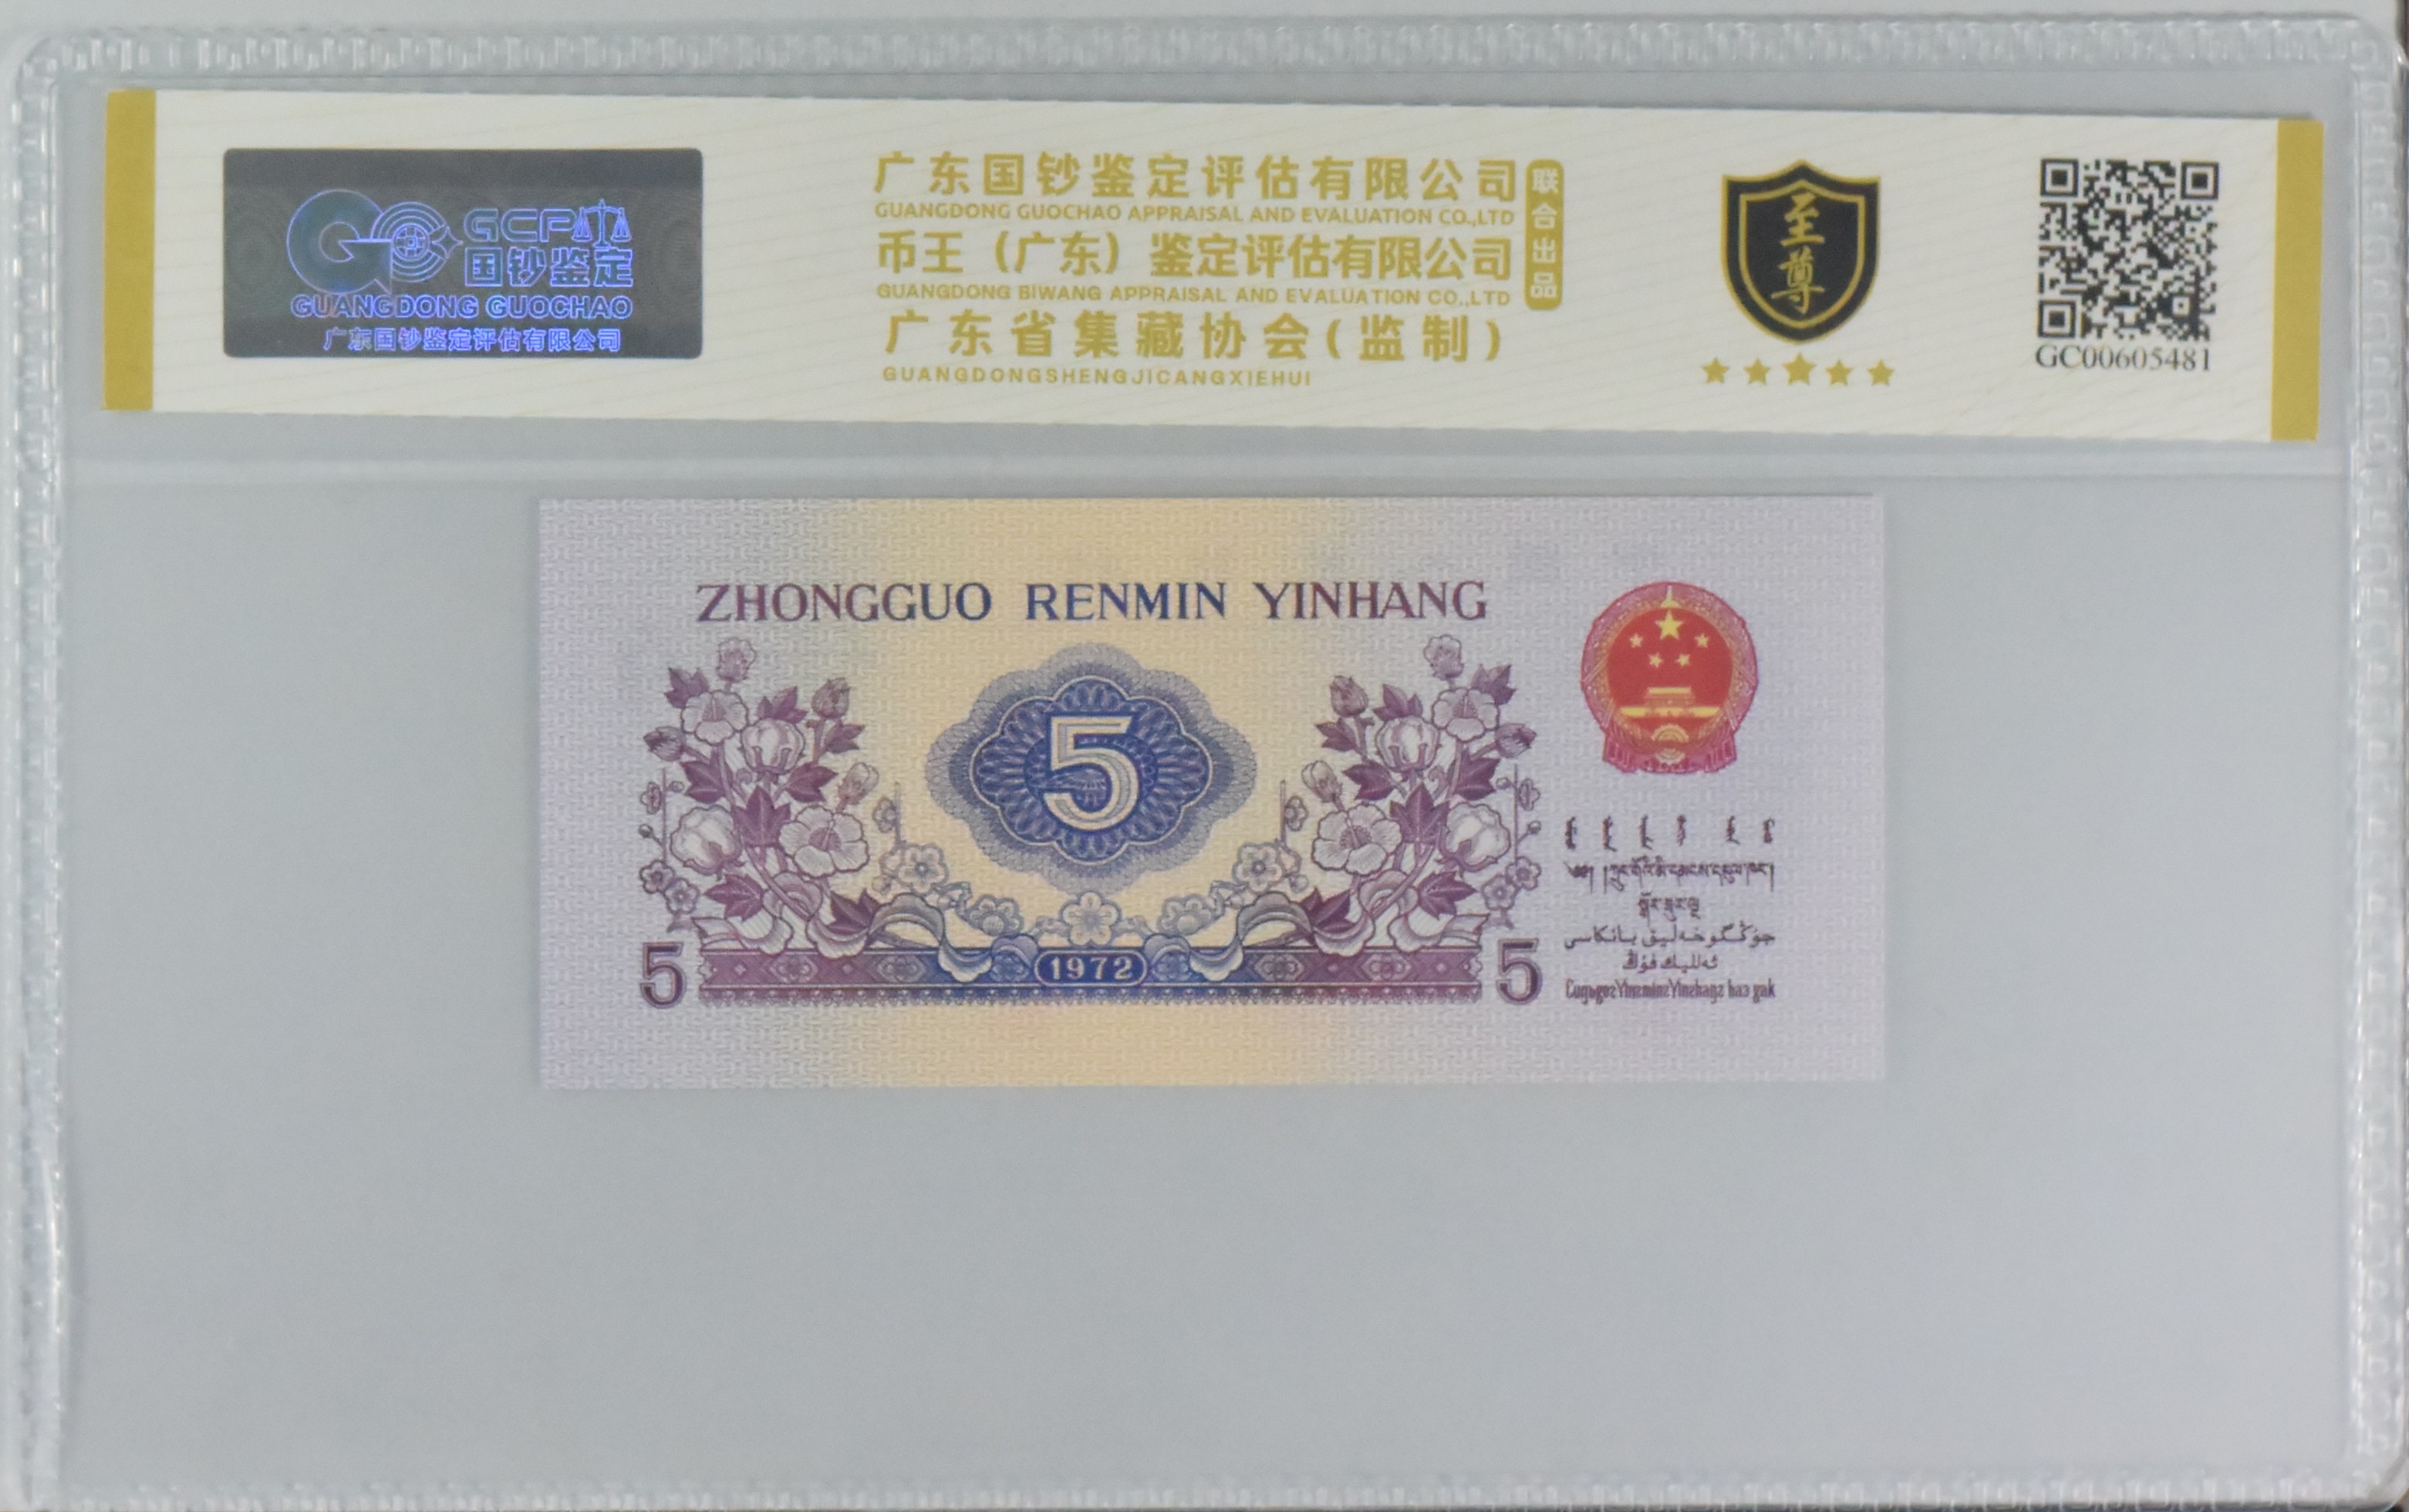 GCPA
国钞鉴定
GUANGDONG GUOCHAO
广东国钞鉴定评估有限公司
广东国钞鉴定评估有限公司
GUANGDONG GUOCHAO APPRAISAL AND EVALUATION CO.,LTD
币王（广东）鉴定评估有限公司
GUANGDONG BIWANG APPRAISAL AND EVALUATION CO.,LTD
广东省集藏协会(监制)
GUANGDONGSHENGJICANGXIEHUI
联合出品
至尊
GC00605481
ZHONGGUO RENMIN YINHANG
5
5
1972
5
جۇڭگو خەلىق بانكاسى